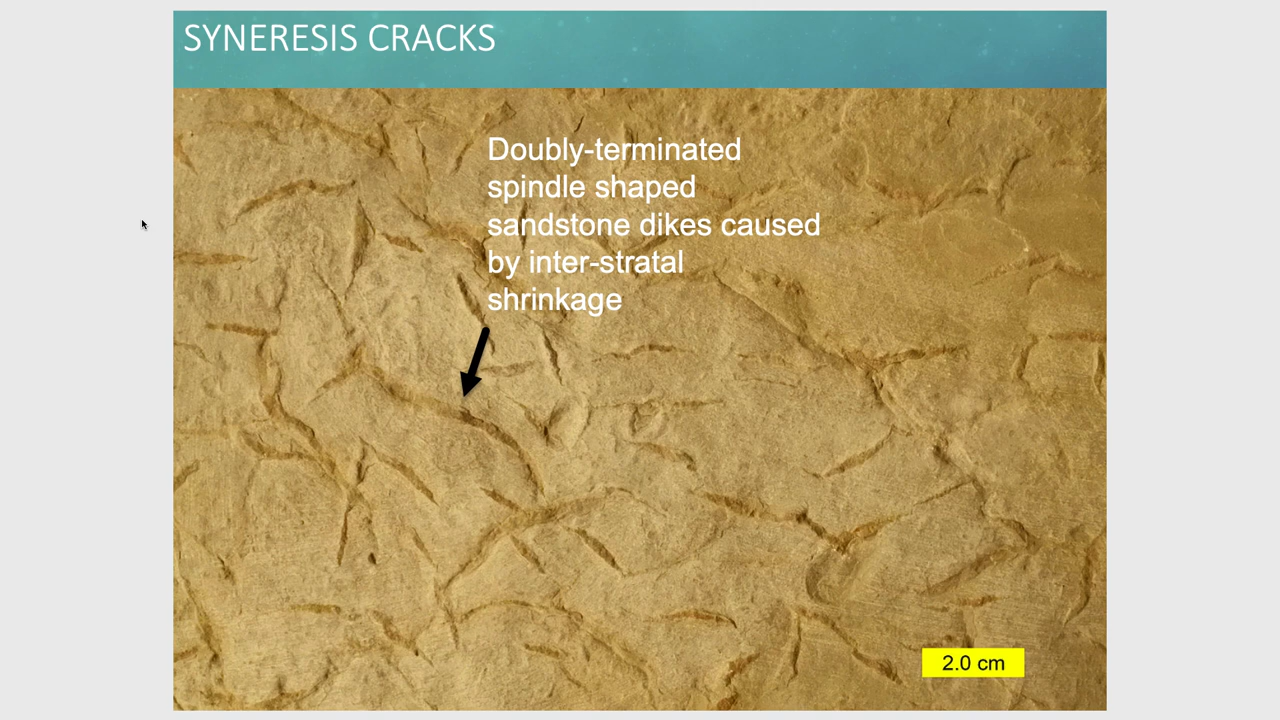 SYNERESIS CRACKS
Doubly-terminated
spindle shaped
sandstone dikes caused
by inter-stratal
shrinkage
2.0 cm